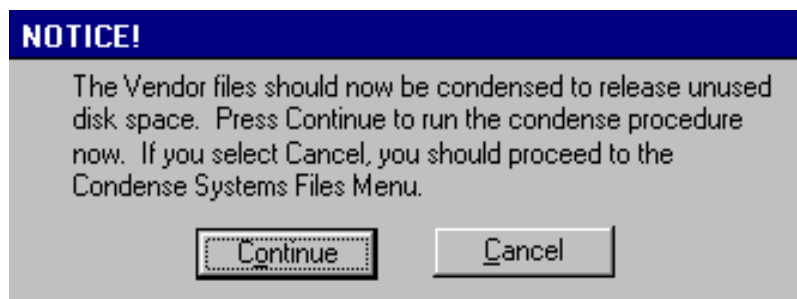 NOTICE!
The Vendor files should now be condensed to release unused
disk space.  Press Continue to run the condense procedure
now.  If you select Cancel, you should proceed to the
Condense Systems Files Menu.
Continue
Cancel